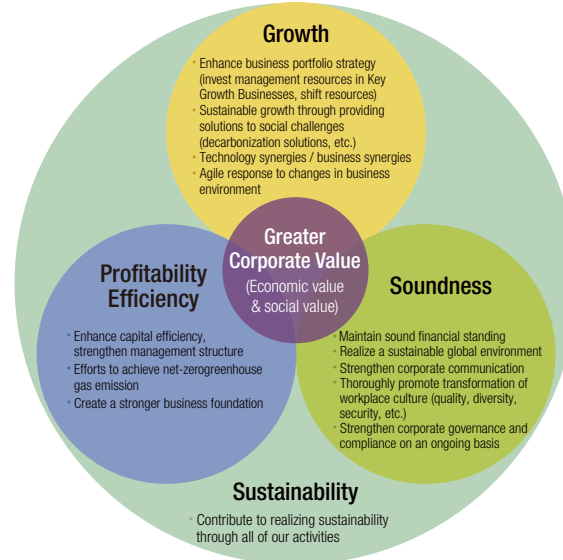 Growth
• Enhance business portfolio strategy
(invest management resources in Key
Growth Businesses, shift resources)
• Sustainable growth through providing
solutions to social challenges
(decarbonization solutions, etc.)
• Technology synergies / business synergies
• Agile response to changes in business
environment
Greater
Corporate Value
(Economic value
& social value)
Profitability
Efficiency
• Enhance capital efficiency,
strengthen management structure
• Efforts to achieve net-zerogreenhouse
gas emission
• Create a stronger business foundation
Soundness
• Maintain sound financial standing
• Realize a sustainable global environment
• Strengthen corporate communication
• Thoroughly promote transformation of
workplace culture (quality, diversity,
security, etc.)
• Strengthen corporate governance and
compliance on an ongoing basis
Sustainability
• Contribute to realizing sustainability
through all of our activities